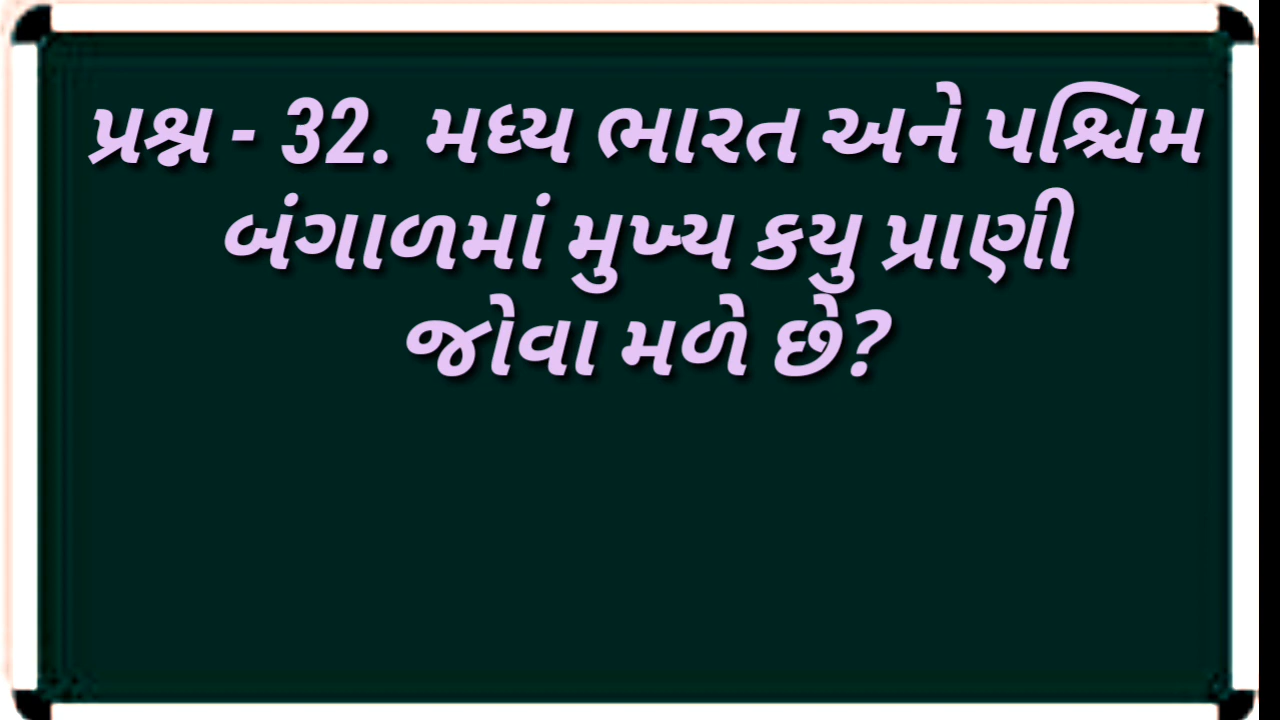 પ્રશ્ન - 32. મધ્ય ભારત અને પશ્ચિમ
બંગાળમાં મુખ્ય કયુ પ્રાણી
જોવા મળે છે?